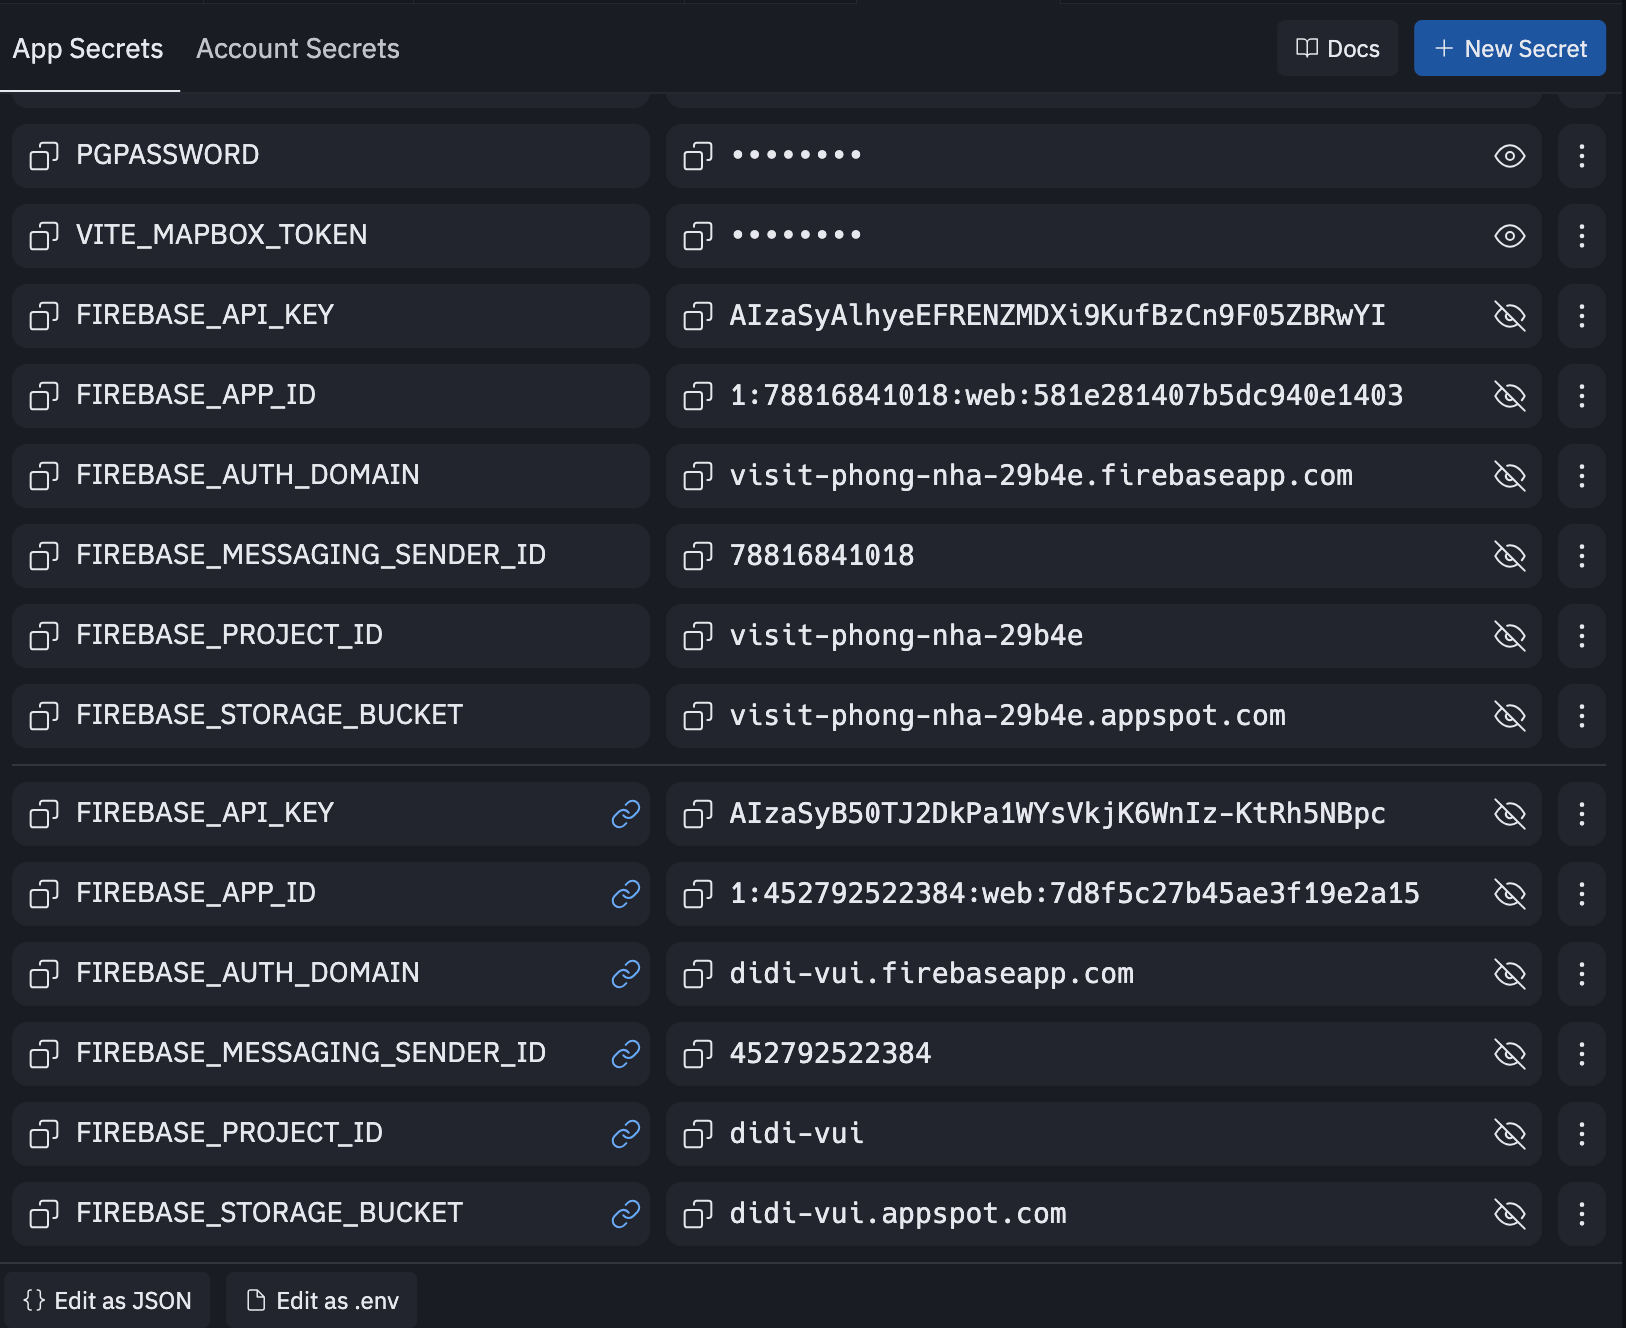 App Secrets
Account Secrets
Docs
+ New Secret
PGPASSWORD ••••••••
VITE_MAPBOX_TOKEN ••••••••
FIREBASE_API_KEY AIzaSyAlhyeEFRENZMDXi9KufBzCn9F05ZBRwYI
FIREBASE_APP_ID 1:78816841018:web:581e281407b5dc940e1403
FIREBASE_AUTH_DOMAIN visit-phong-nha-29b4e.firebaseapp.com
FIREBASE_MESSAGING_SENDER_ID 78816841018
FIREBASE_PROJECT_ID visit-phong-nha-29b4e
FIREBASE_STORAGE_BUCKET visit-phong-nha-29b4e.appspot.com
FIREBASE_API_KEY AIzaSyB50TJ2DkPa1WYsVkjK6WnIz-KtRh5NBpc
FIREBASE_APP_ID 1:452792522384:web:7d8f5c27b45ae3f19e2a15
FIREBASE_AUTH_DOMAIN didi-vui.firebaseapp.com
FIREBASE_MESSAGING_SENDER_ID 452792522384
FIREBASE_PROJECT_ID didi-vui
FIREBASE_STORAGE_BUCKET didi-vui.appspot.com
{} Edit as JSON
Edit as .env